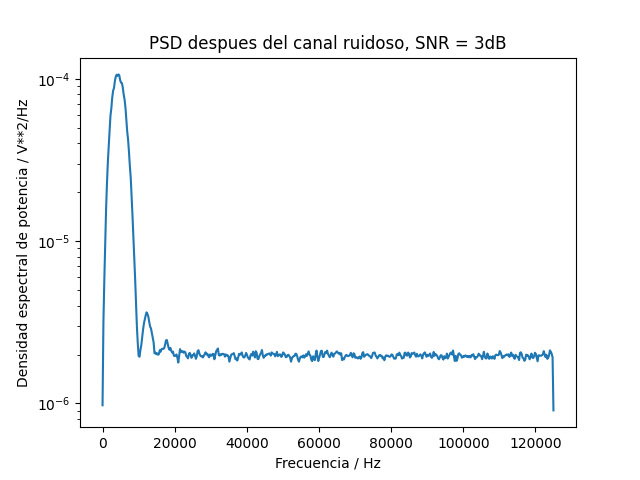 PSD despues del canal ruidoso, SNR = 3dB
Densidad espectral de potencia / V**2/Hz
10⁻⁴
10⁻⁵
10⁻⁶
0 20000 40000 60000 80000 100000 120000
Frecuencia / Hz